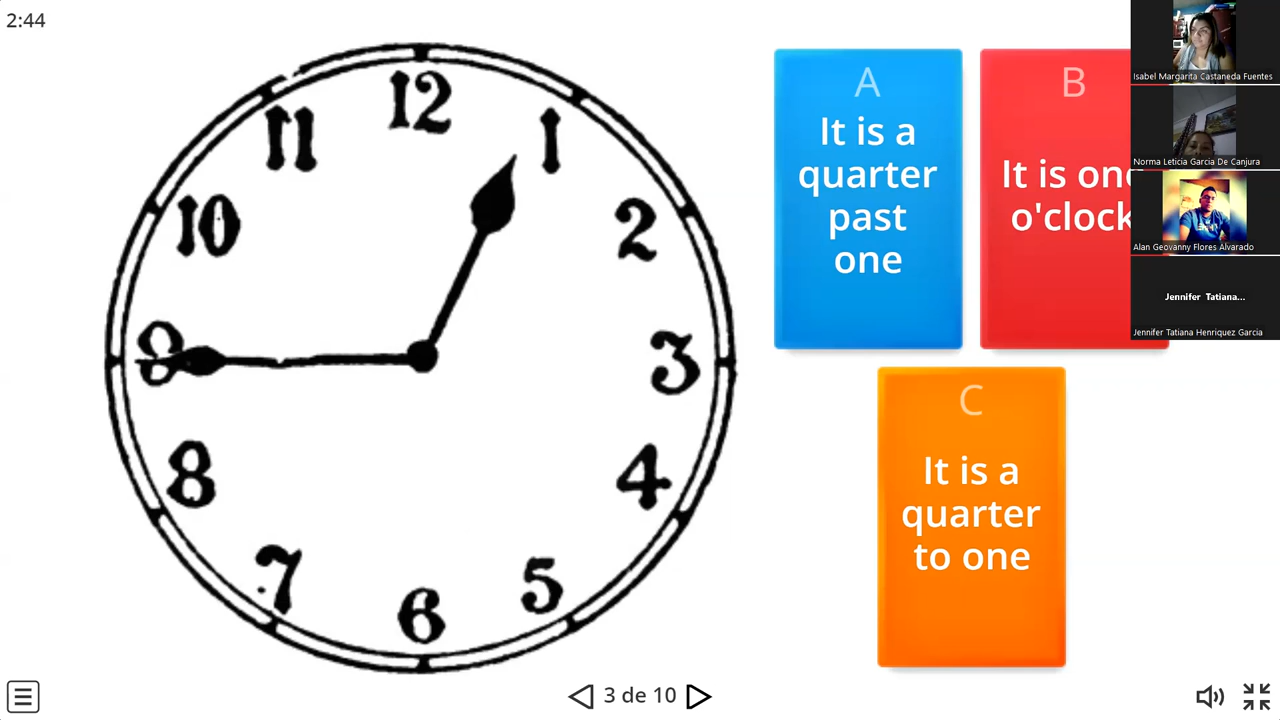 2:44
12
11
1
10
2
9
3
8
4
7
5
6
A
It is a
quarter
past
one
B
It is one
o'clock
C
It is a
quarter
to one
3 de 10
Isabel Margarita Castaneda Fuentes
Norma Leticia Garcia De Canjura
Alan Geovanny Flores Alvarado
Jennifer Tatiana...
Jennifer Tatiana Henriquez Garcia